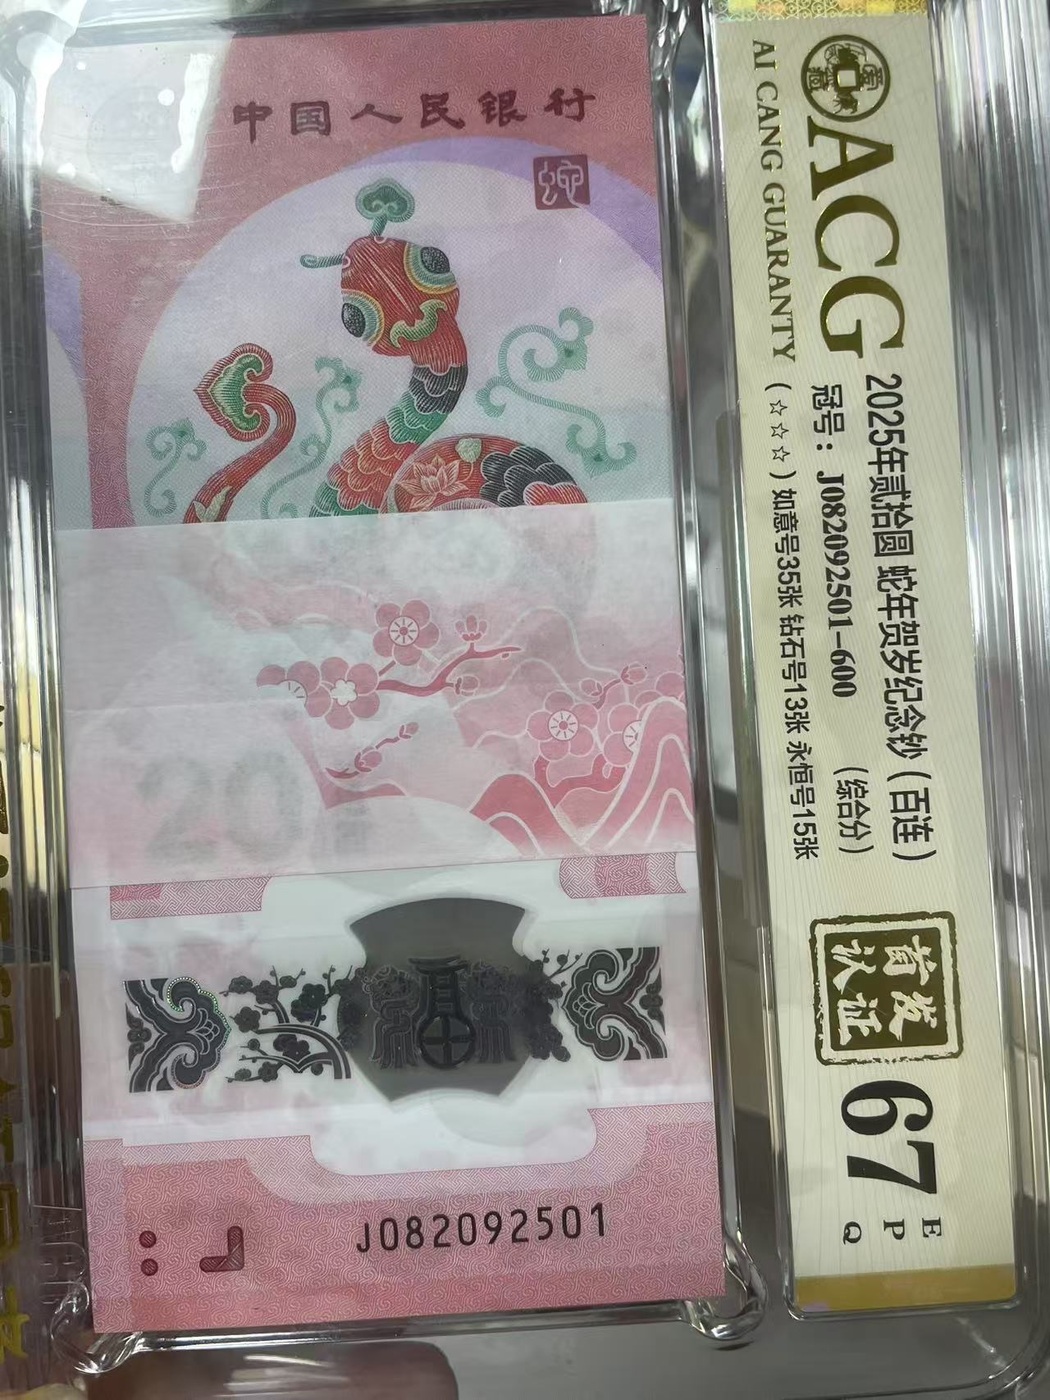 中国人民银行
蛇
20
J082092501
ACG
AI CANG GUARANTY
2025年贰拾圆 蛇年贺岁纪念钞（百连）
冠号： J082092501-600 （综合分）
（☆☆☆）如意号35张 钻石号13张 永恒号15张
首发
认证
67
E
P
Q